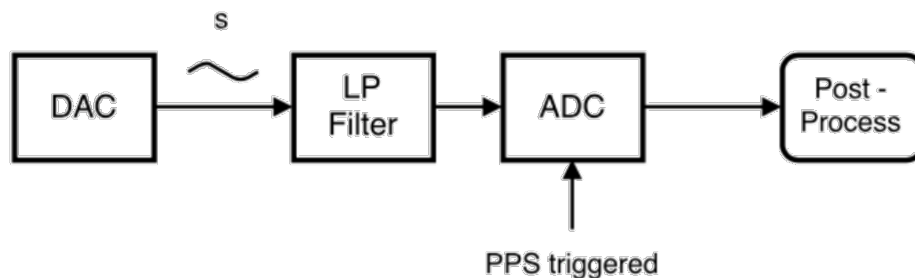 s
DAC
LP
Filter
ADC
Post -
Process
PPS triggered